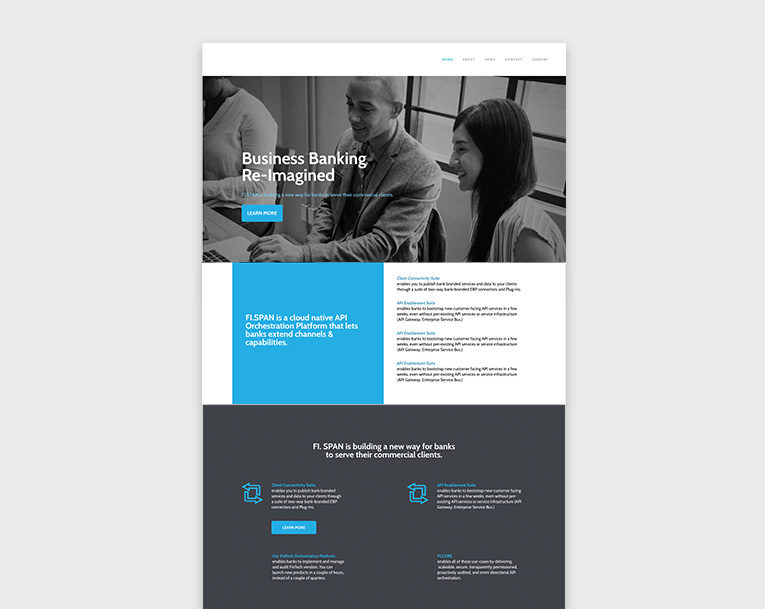 HOME ABOUT NEWS CONTACT CAREERS
Business Banking
Re-Imagined
FI.SPAN is building a new way for banks to serve their commercial clients.
LEARN MORE
FI.SPAN is a cloud native API
Orchestration Platform that lets
banks extend channels &
capabilities.
Client Connectivity Suite
enables you to publish bank branded services and data to your clients
through a suite of two-way bank-branded ERP connectors and Plug-ins.
API Enablement Suite
enables banks to bootstrap new customer facing API services in a few
weeks, even without pre-existing API services or service infrastructure
(API Gateway, Enterprise Service Bus.)
API Enablement Suite
enables banks to bootstrap new customer facing API services in a few
weeks, even without pre-existing API services or service infrastructure
(API Gateway, Enterprise Service Bus.)
API Enablement Suite
enables banks to bootstrap new customer facing API services in a few
weeks, even without pre-existing API services or service infrastructure
(API Gateway, Enterprise Service Bus.)
FI. SPAN is building a new way for banks
to serve their commercial clients.
Client Connectivity Suite
enables you to publish bank branded
services and data to your clients through
a suite of two-way bank-branded ERP
connectors and Plug-ins.
LEARN MORE
API Enablement Suite
enables banks to bootstrap new customer facing
API services in a few weeks, even without pre-
existing API services or service infrastructure (API
Gateway, Enterprise Service Bus.)
Our FinTech Orchestration Platform
enables banks to implement and manage
and audit FinTech vendors. You can
launch new products in a couple of hours,
instead of a couple of quarters.
FI.CORE
enables all of these use-cases by delivering
scaleable, secure, transparently permissioned,
proactively audited, and omni-directional API
orchestration.